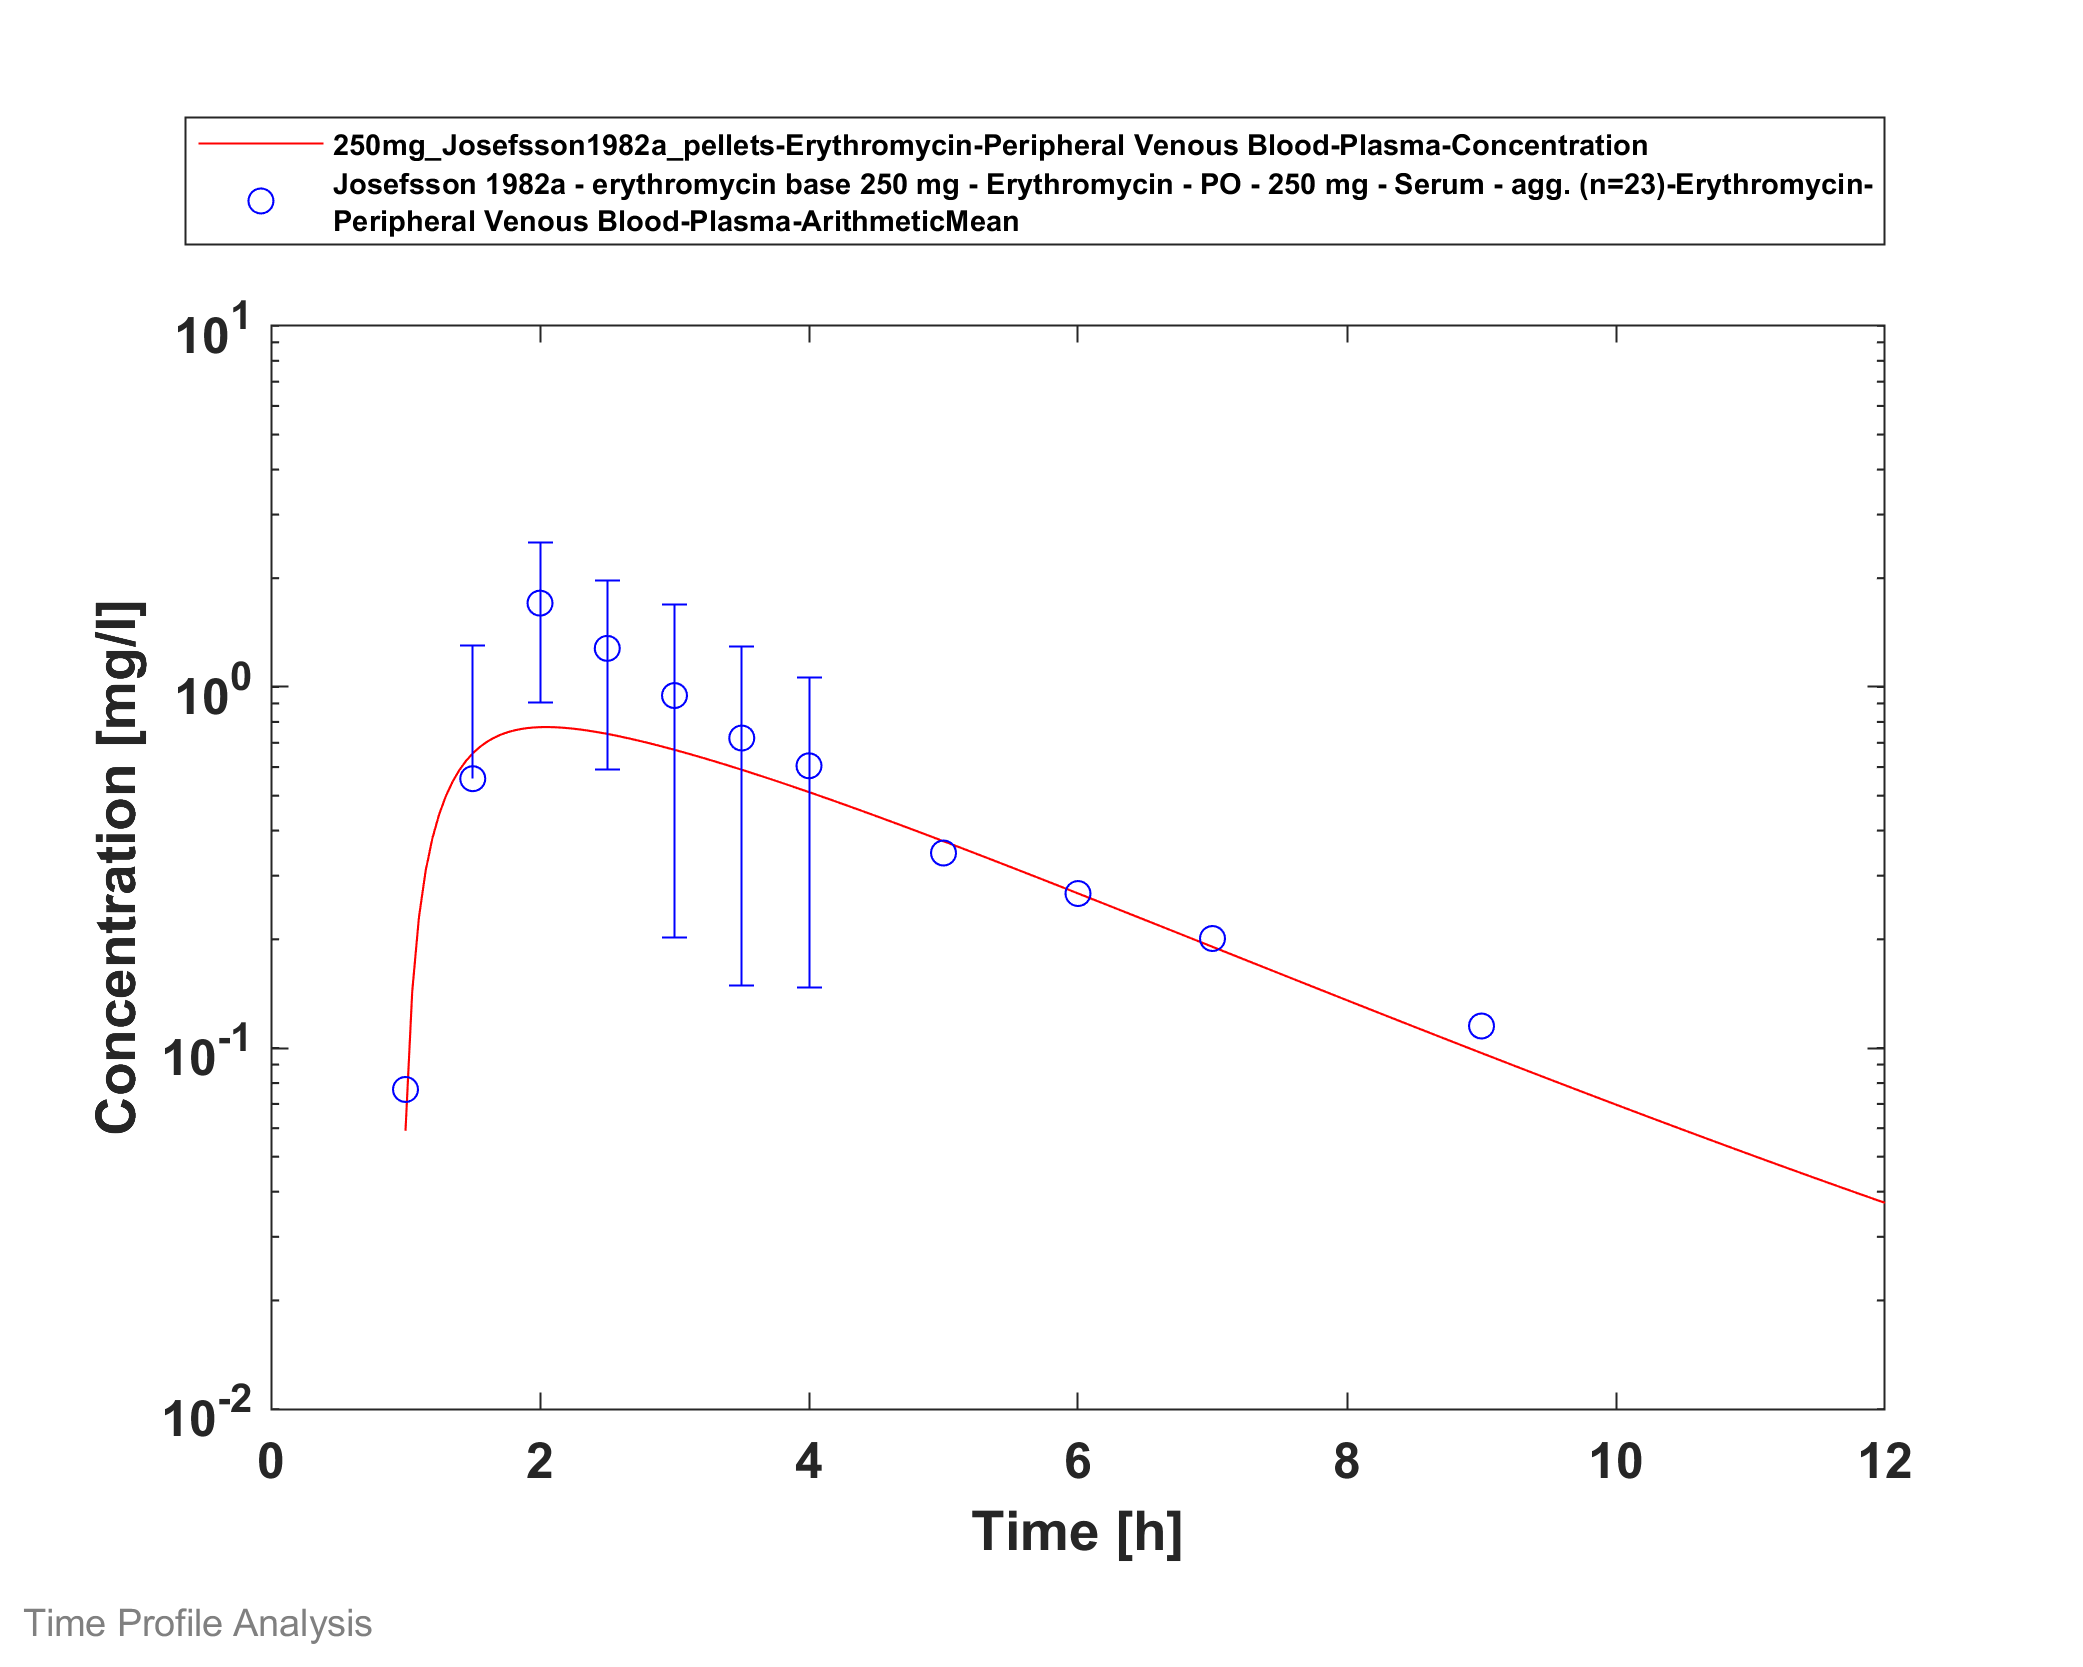 250mg_Josefsson1982a_pellets-Erythromycin-Peripheral Venous Blood-Plasma-Concentration
Josefsson 1982a - erythromycin base 250 mg - Erythromycin - PO - 250 mg - Serum - agg. (n=23)-Erythromycin-
Peripheral Venous Blood-Plasma-ArithmeticMean
10^1
10^0
10^-1
10^-2
Concentration [mg/l]
0 2 4 6 8 10 12
Time [h]
Time Profile Analysis